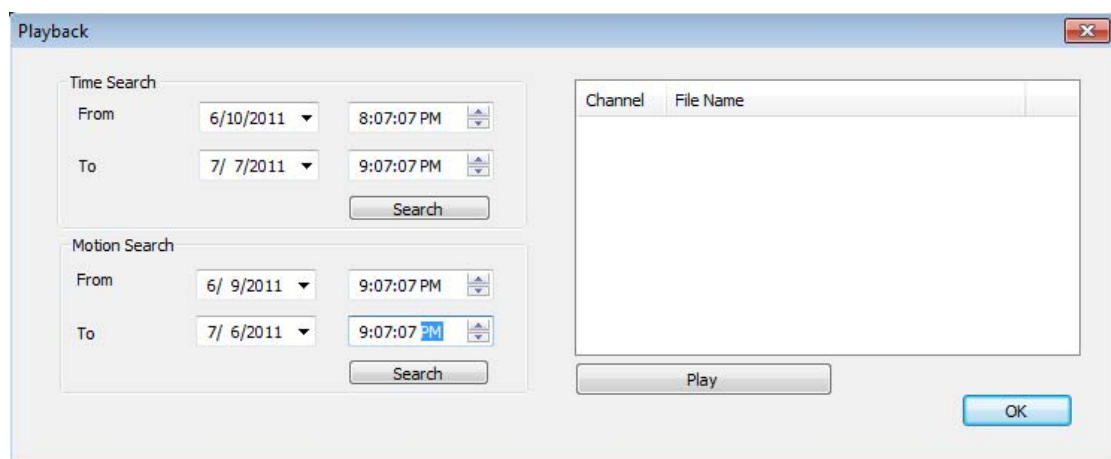 Playback
Time Search
From 6/10/2011 8:07:07 PM
To 7/ 7/2011 9:07:07 PM
Search
Motion Search
From 6/ 9/2011 9:07:07 PM
To 7/ 6/2011 9:07:07 PM
Search
Channel File Name
Play
OK